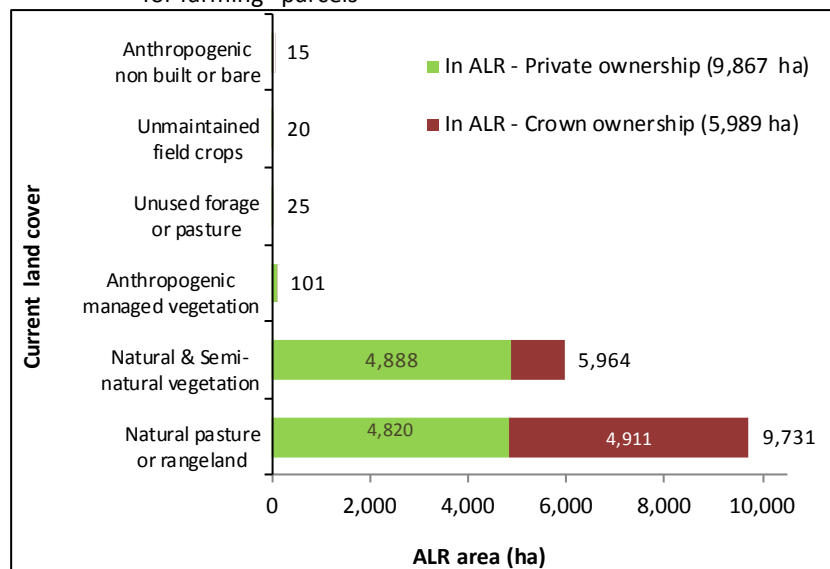 for farming" parcels
Anthropogenic
non built or bare
15
In ALR - Private ownership (9,867 ha)
Unmaintained
field crops
20
In ALR - Crown ownership (5,989 ha)
Unused forage
or pasture
25
Anthropogenic
managed vegetation
101
Natural & Semi-
natural vegetation
4,888
5,964
Natural pasture
or rangeland
4,820
4,911
9,731
0
2,000
4,000
6,000
8,000
10,000
ALR area (ha)
Current land cover